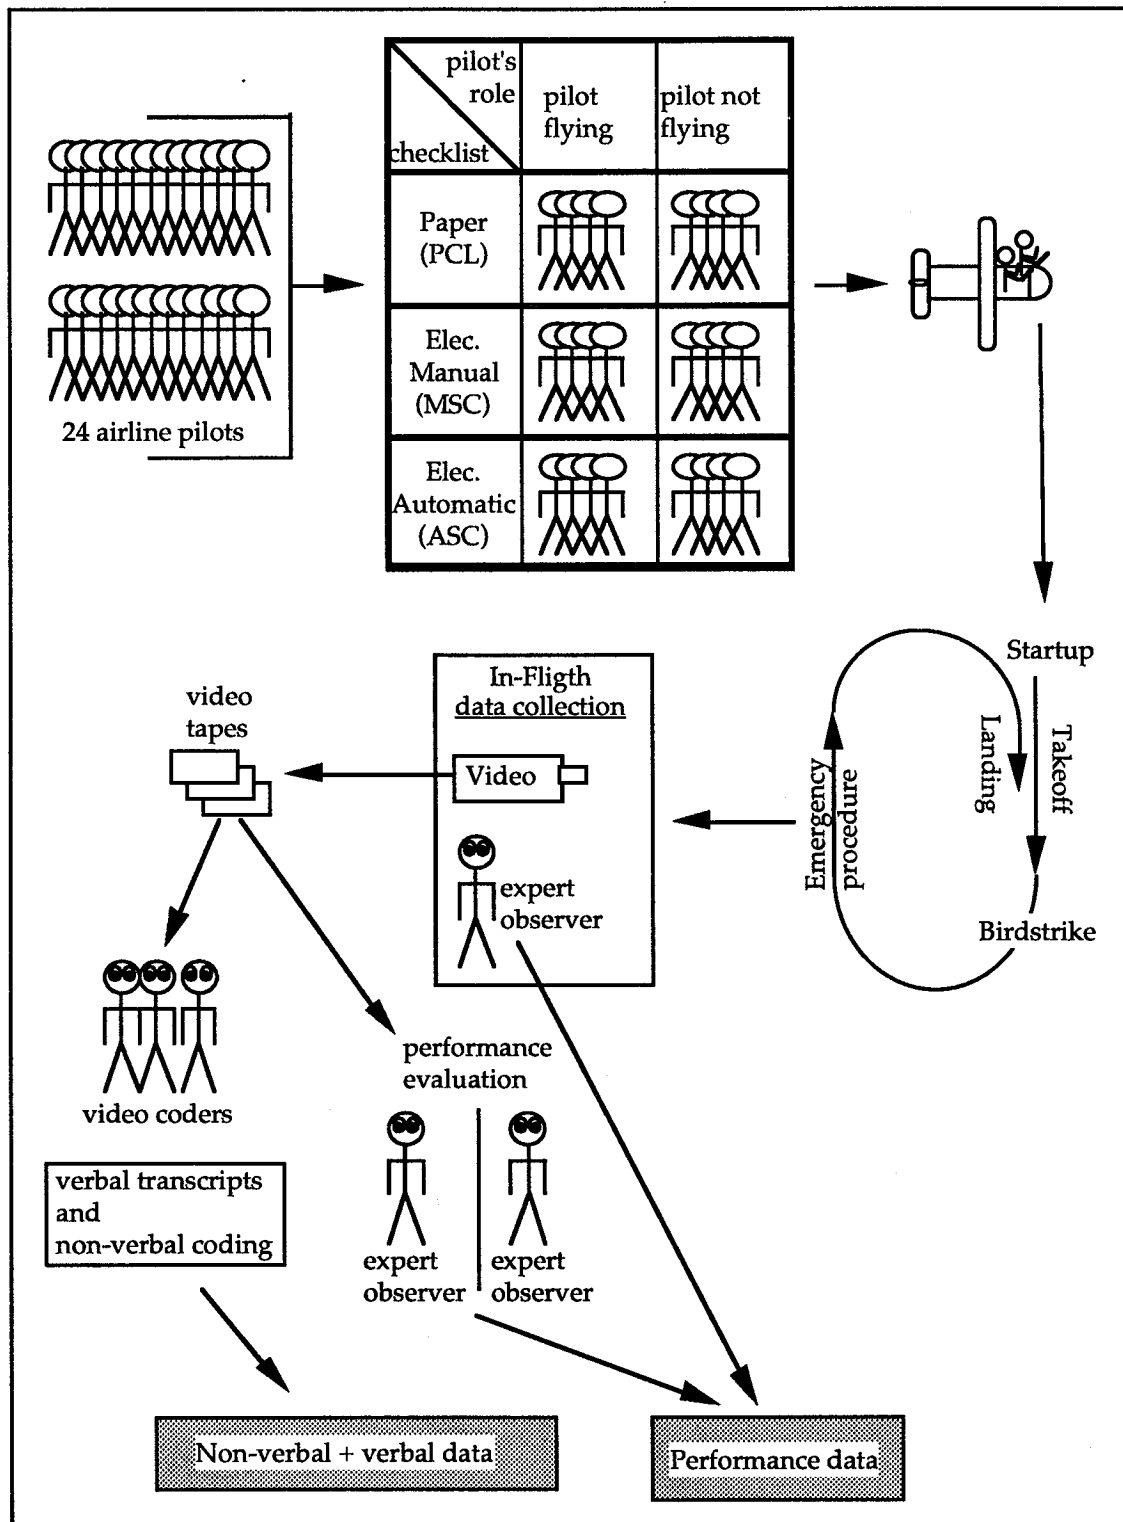 pilot's
role
checklist
pilot
flying
pilot not
flying
Paper
(PCL)
Elec.
Manual
(MSC)
Elec.
Automatic
(ASC)
24 airline pilots
Startup
Takeoff
Landing
Birdstrike
Emergency
procedure
In-Fligth
data collection
Video
expert
observer
video
tapes
video coders
verbal transcripts
and
non-verbal coding
performance
evaluation
expert
observer
expert
observer
Non-verbal + verbal data
Performance data